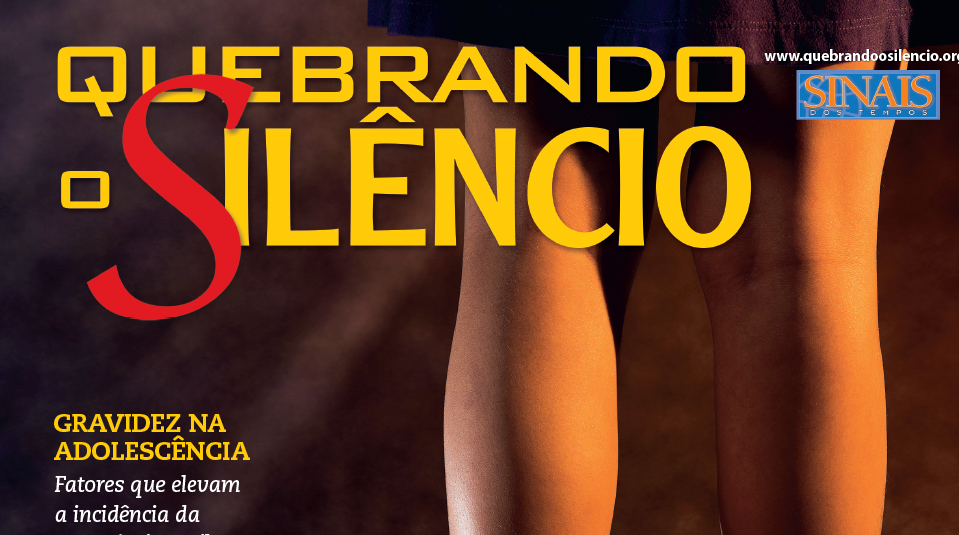 QUEBRANDO
O SILÊNCIO
www.quebrandoosilencio.org
SINAIS
DOS TEMPOS
GRAVIDEZ NA
ADOLESCÊNCIA
Fatores que elevam
a incidência da